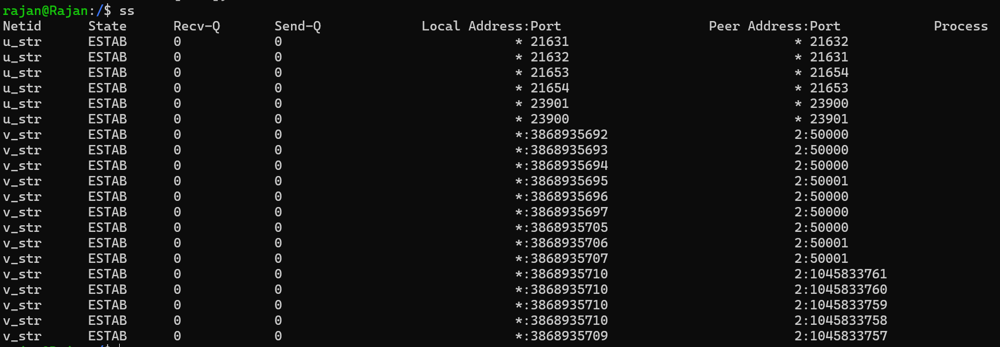 rajan@Rajan:/$ ss
Netid State Recv-Q Send-Q Local Address:Port Peer Address:Port Process
u_str ESTAB 0 0 * 21631 * 21632
u_str ESTAB 0 0 * 21632 * 21631
u_str ESTAB 0 0 * 21653 * 21654
u_str ESTAB 0 0 * 21654 * 21653
u_str ESTAB 0 0 * 23901 * 23900
u_str ESTAB 0 0 * 23900 * 23901
v_str ESTAB 0 0 *:3868935692 2:50000
v_str ESTAB 0 0 *:3868935693 2:50000
v_str ESTAB 0 0 *:3868935694 2:50000
v_str ESTAB 0 0 *:3868935695 2:50001
v_str ESTAB 0 0 *:3868935696 2:50000
v_str ESTAB 0 0 *:3868935697 2:50000
v_str ESTAB 0 0 *:3868935705 2:50000
v_str ESTAB 0 0 *:3868935706 2:50001
v_str ESTAB 0 0 *:3868935707 2:50001
v_str ESTAB 0 0 *:3868935710 2:1045833761
v_str ESTAB 0 0 *:3868935710 2:1045833760
v_str ESTAB 0 0 *:3868935710 2:1045833759
v_str ESTAB 0 0 *:3868935710 2:1045833758
v_str ESTAB 0 0 *:3868935709 2:1045833757